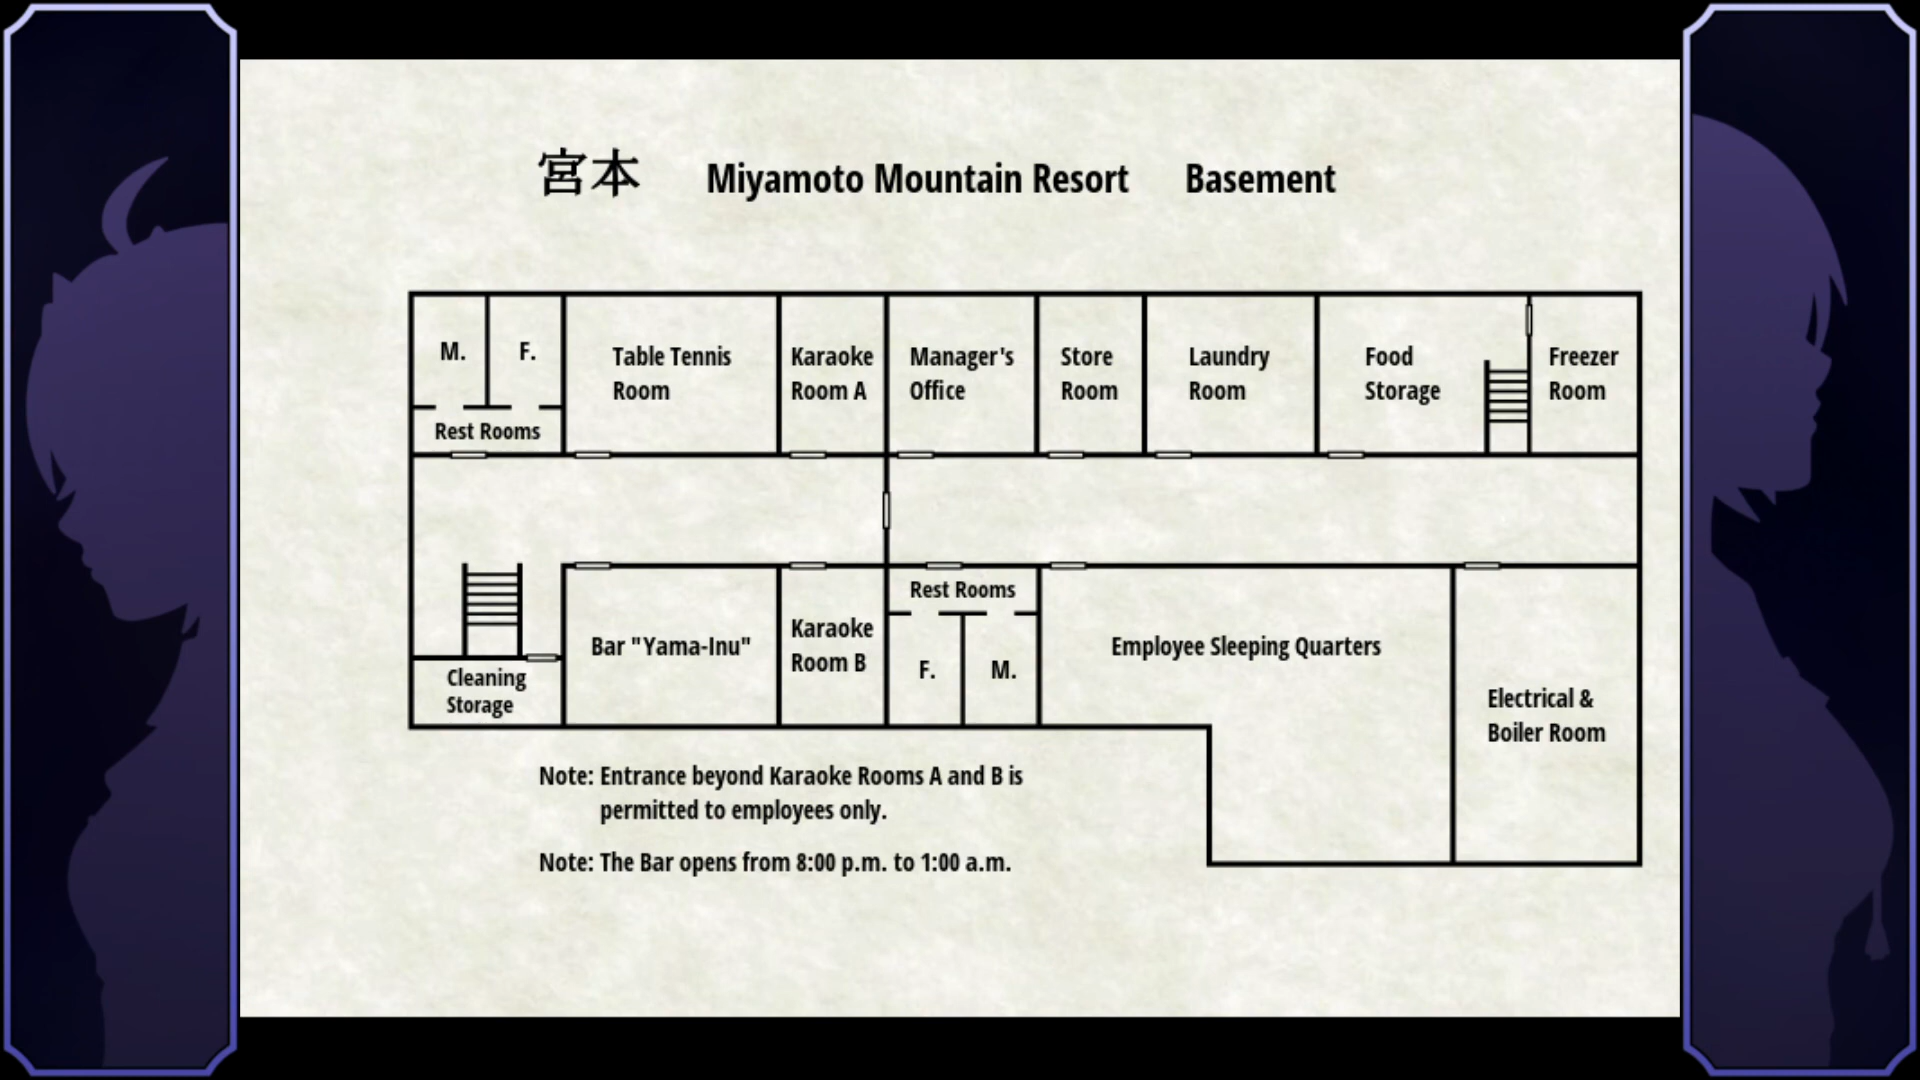 宮本 Miyamoto Mountain Resort Basement
M.
F.
Rest Rooms
Table Tennis
Room
Karaoke
Room A
Manager's
Office
Store
Room
Laundry
Room
Food
Storage
Freezer
Room
Cleaning
Storage
Bar "Yama-Inu"
Karaoke
Room B
Rest Rooms
F.
M.
Employee Sleeping Quarters
Electrical &
Boiler Room
Note: Entrance beyond Karaoke Rooms A and B is
permitted to employees only.
Note: The Bar opens from 8:00 p.m. to 1:00 a.m.